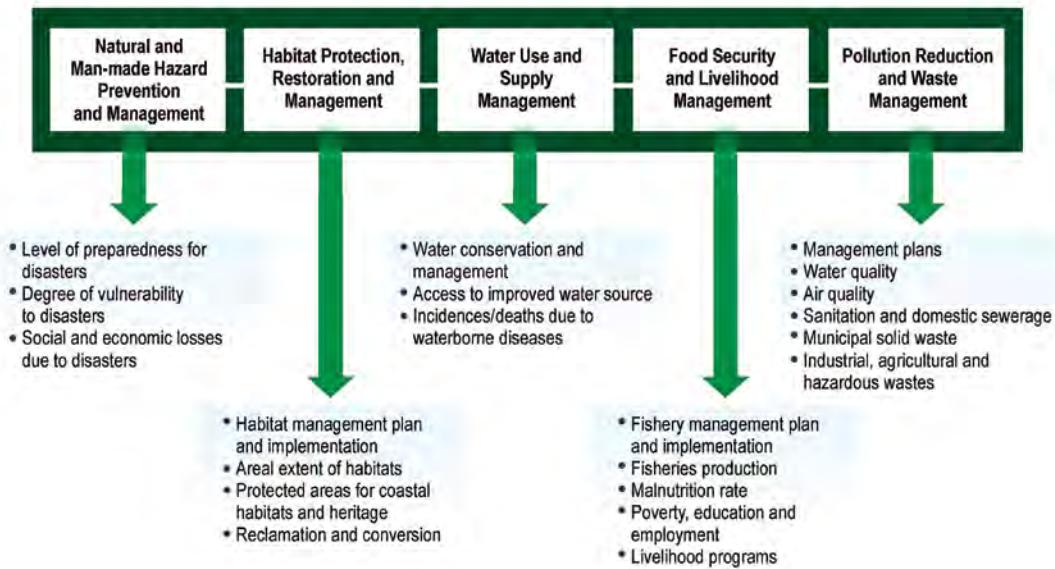 Natural and
Man-made Hazard
Prevention
and Management
Habitat Protection,
Restoration and
Management
Water Use and
Supply
Management
Food Security
and Livelihood
Management
Pollution Reduction
and Waste
Management
• Level of preparedness for
disasters
• Degree of vulnerability
to disasters
• Social and economic losses
due to disasters
• Water conservation and
management
• Access to improved water source
• Incidences/deaths due to
waterborne diseases
• Management plans
• Water quality
• Air quality
• Sanitation and domestic sewerage
• Municipal solid waste
• Industrial, agricultural and
hazardous wastes
• Habitat management plan
and implementation
• Areal extent of habitats
• Protected areas for coastal
habitats and heritage
• Reclamation and conversion
• Fishery management plan
and implementation
• Fisheries production
• Malnutrition rate
• Poverty, education and
employment
• Livelihood programs